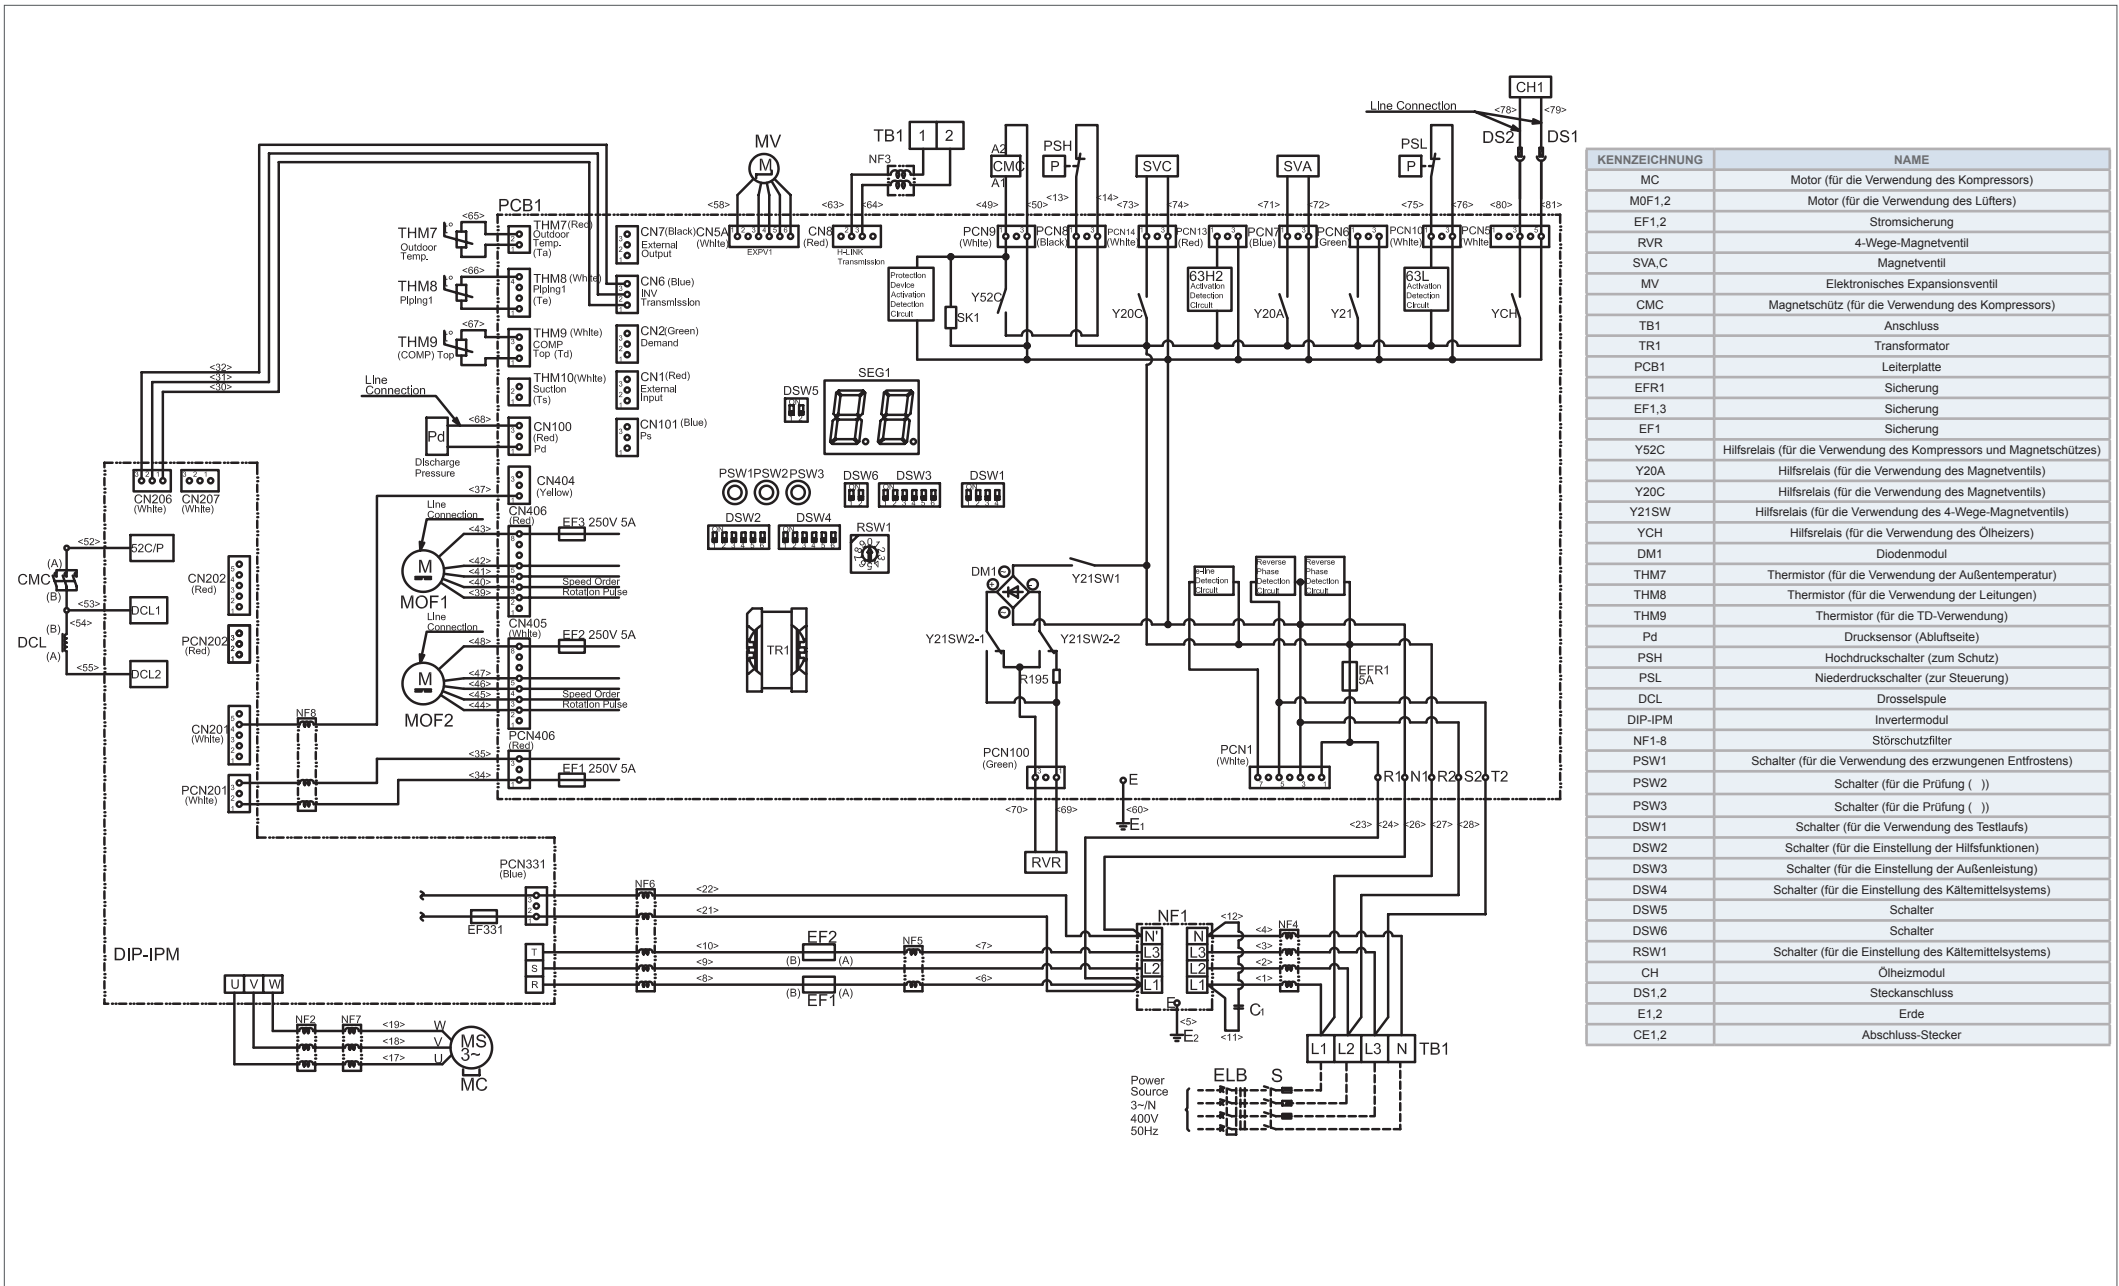 CH1
Line Connection
<78>
<79>
DS2
DS1
MV
M
TB1
1
2
NF3
A2
CMC
A1
PSH
P
SVC
SVA
PSL
P
<58>
<63>
<64>
<49>
<50>
<13>
<14>
<73>
<74>
<71>
<72>
<75>
<76>
<80>
<81>
PCB1
THM7
Outdoor
Temp.
<65>
THM7 (Red)
Outdoor
Temp.
(Ta)
CN7(Black)
External
Output
CN5A
(White)
EXPV1
CN8
(Red)
H-LINK
Transmission
PCN9
(White)
PCN8
(Black)
PCN14
(White)
PCN13
(Red)
PCN7
(Blue)
PCN6
Green)
PCN10
(White)
PCN5
(White)
THM8
Piping1
<66>
THM8 (White)
Piping1
(Te)
CN6 (Blue)
INV
Transmission
Protection
Device
Activation
Detection
Circuit
SK1
Y52C
Y20C
63H2
Activation
Detection
Circuit
Y20A
Y21
63L
Activation
Detection
Circuit
YCH
THM9
(COMP) Top
<67>
THM9 (White)
COMP
Top (Td)
CN2(Green)
Demand
<32>
<31>
<30>
Line
Connection
THM10(White)
Suction
(Ts)
CN1(Red)
External
Input
DSW5
SEG1
Pd
Discharge
Pressure
<68>
CN100
(Red)
Pd
CN101 (Blue)
Ps
CN206
(White)
CN207
(White)
<37>
CN404
(Yellow)
PSW1
PSW2
PSW3
DSW6
DSW3
DSW1
DSW2
DSW4
RSW1
Line
Connection
CN406
(Red)
EF3 250V 5A
<43>
<42>
<41>
<40>
<39>
Speed Order
Rotation Pulse
M
MOF1
<52>
52C/P
(A)
CMC
(B)
<53>
DCL1
<54>
(B)
DCL
(A)
<55>
DCL2
CN202
(Red)
PCN202
(Red)
Line
Connection
CN405
(White)
EF2 250V 5A
<48>
<47>
<46>
<45>
<44>
Speed Order
Rotation Pulse
M
MOF2
TR1
DM1
Y21SW1
Y21SW2-1
Y21SW2-2
R195
e-line
Detection
Circuit
Reverse
Phase
Detection
Circuit
Reverse
Phase
Detection
Circuit
EFR1
5A
CN201
(White)
NF8
PCN201
(White)
<35>
<34>
PCN406
(Red)
EF1 250V 5A
PCN100
(Green)
PCN1
(White)
R1
N1
R2
S2
T2
E
<70>
<69>
<60>
E1
<23>
<24>
<26>
<27>
<28>
RVR
PCN331
(Blue)
EF331
DIP-IPM
T
S
R
NF6
<22>
<21>
<10>
<9>
<8>
EF2
(B)
(A)
EF1
(B)
(A)
NF5
<7>
<6>
NF1
N'
L3
L2
L1
N
L3
L2
L1
E
<5>
E2
<12>
<11>
C1
NF4
<4>
<3>
<2>
<1>
U
V
W
NF2
NF7
<19>
<18>
<17>
W
V
U
MS
3~
MC
L1
L2
L3
N
TB1
Power
Source
3~/N
400V
50Hz
ELB
S
KENNZEICHNUNG NAME
MC Motor (für die Verwendung des Kompressors)
M0F1,2 Motor (für die Verwendung des Lüfters)
EF1,2 Stromsicherung
RVR 4-Wege-Magnetventil
SVA,C Magnetventil
MV Elektronisches Expansionsventil
CMC Magnetschütz (für die Verwendung des Kompressors)
TB1 Anschluss
TR1 Transformator
PCB1 Leiterplatte
EFR1 Sicherung
EF1,3 Sicherung
EF1 Sicherung
Y52C Hilfsrelais (für die Verwendung des Kompressors und Magnetschützes)
Y20A Hilfsrelais (für die Verwendung des Magnetventils)
Y20C Hilfsrelais (für die Verwendung des Magnetventils)
Y21SW Hilfsrelais (für die Verwendung des 4-Wege-Magnetventils)
YCH Hilfsrelais (für die Verwendung des Ölheizers)
DM1 Diodenmodul
THM7 Thermistor (für die Verwendung der Außentemperatur)
THM8 Thermistor (für die Verwendung der Leitungen)
THM9 Thermistor (für die TD-Verwendung)
Pd Drucksensor (Abluftseite)
PSH Hochdruckschalter (zum Schutz)
PSL Niederdruckschalter (zur Steuerung)
DCL Drosselspule
DIP-IPM Invertermodul
NF1-8 Störschutzfilter
PSW1 Schalter (für die Verwendung des erzwungenen Entfrostens)
PSW2 Schalter (für die Prüfung ( ))
PSW3 Schalter (für die Prüfung ( ))
DSW1 Schalter (für die Verwendung des Testlaufs)
DSW2 Schalter (für die Einstellung der Hilfsfunktionen)
DSW3 Schalter (für die Einstellung der Außenleistung)
DSW4 Schalter (für die Einstellung des Kältemittelsystems)
DSW5 Schalter
DSW6 Schalter
RSW1 Schalter (für die Einstellung des Kältemittelsystems)
CH Ölheizmodul
DS1,2 Steckanschluss
E1,2 Erde
CE1,2 Abschluss-Stecker